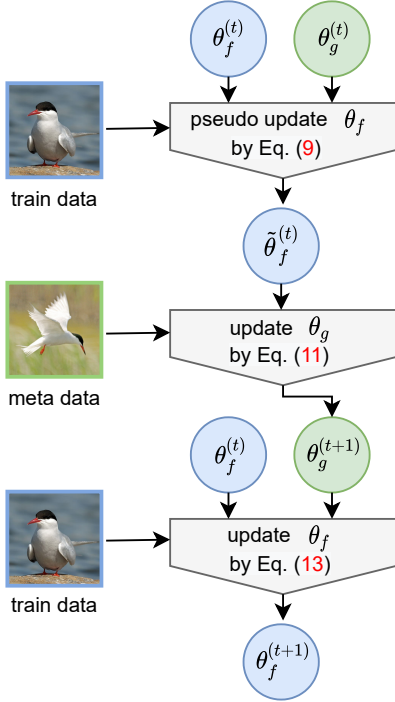 θ_f^(t)
θ_g^(t)
pseudo update θ_f
by Eq. (9)
train data
θ̃_f^(t)
update θ_g
by Eq. (11)
meta data
θ_f^(t)
θ_g^(t+1)
update θ_f
by Eq. (13)
train data
θ_f^(t+1)